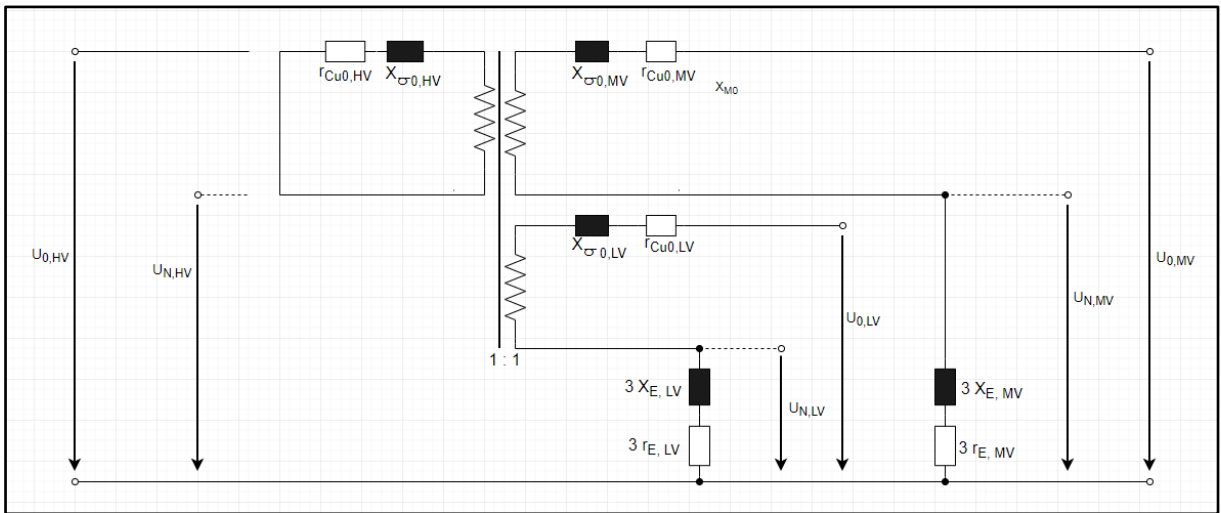 rCu0,HV
Xσ0,HV
Xσ0,MV
rCu0,MV
XM0
Xσ0,LV
rCu0,LV
U0,HV
UN,HV
U0,MV
UN,MV
U0,LV
1 : 1
3 XE, LV
3 XE, MV
UN,LV
3 rE, LV
3 rE, MV